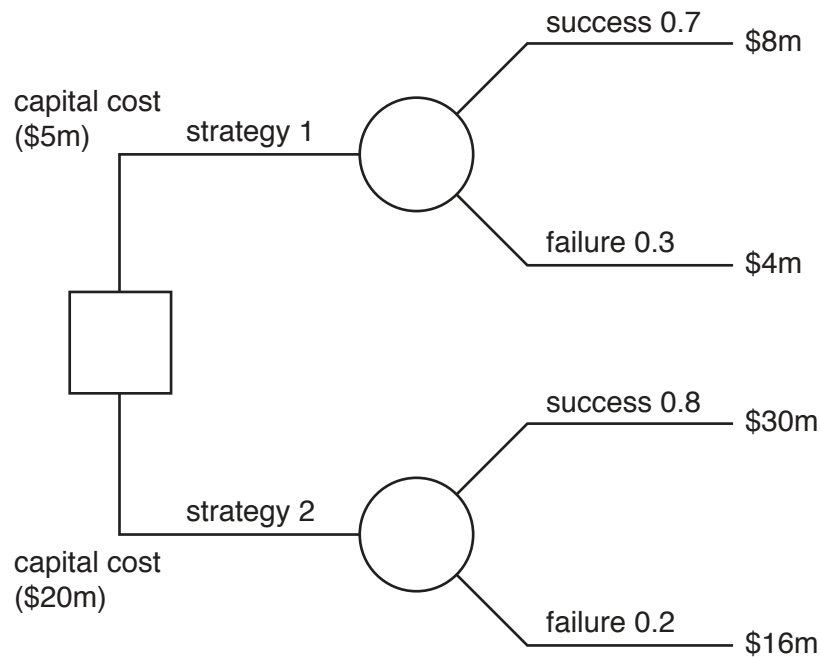 success 0.7
$8m
capital cost
($5m)
strategy 1
failure 0.3
$4m
success 0.8
$30m
strategy 2
capital cost
($20m)
failure 0.2
$16m